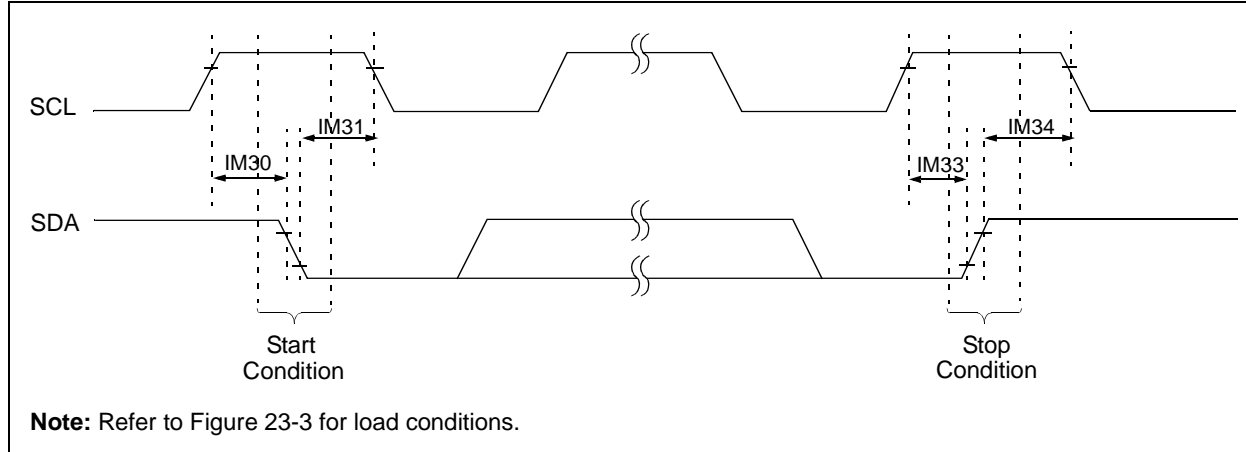 SCL
IM31
IM34
IM30
IM33
SDA
Start
Condition
Stop
Condition
Note: Refer to Figure 23-3 for load conditions.